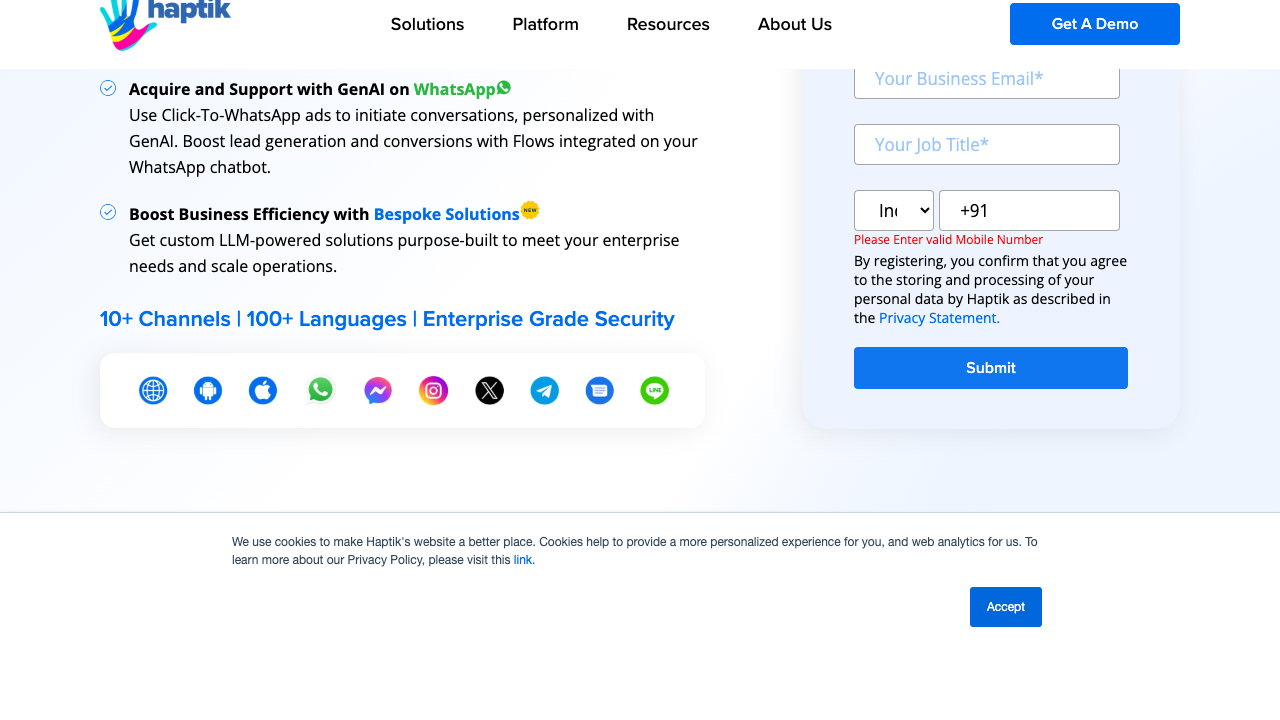 haptik
Solutions
Platform
Resources
About Us
Get A Demo
Acquire and Support with GenAI on WhatsApp
Use Click-To-WhatsApp ads to initiate conversations, personalized with
GenAI. Boost lead generation and conversions with Flows integrated on your
WhatsApp chatbot.
Boost Business Efficiency with Bespoke Solutions NEW
Get custom LLM-powered solutions purpose-built to meet your enterprise
needs and scale operations.
10+ Channels | 100+ Languages | Enterprise Grade Security
LINE
Your Business Email*
Your Job Title*
+91
Please Enter valid Mobile Number
By registering, you confirm that you agree
to the storing and processing of your
personal data by Haptik as described in
the Privacy Statement.
Submit
We use cookies to make Haptik's website a better place. Cookies help to provide a more personalized experience for you, and web analytics for us. To
learn more about our Privacy Policy, please visit this link.
Accept